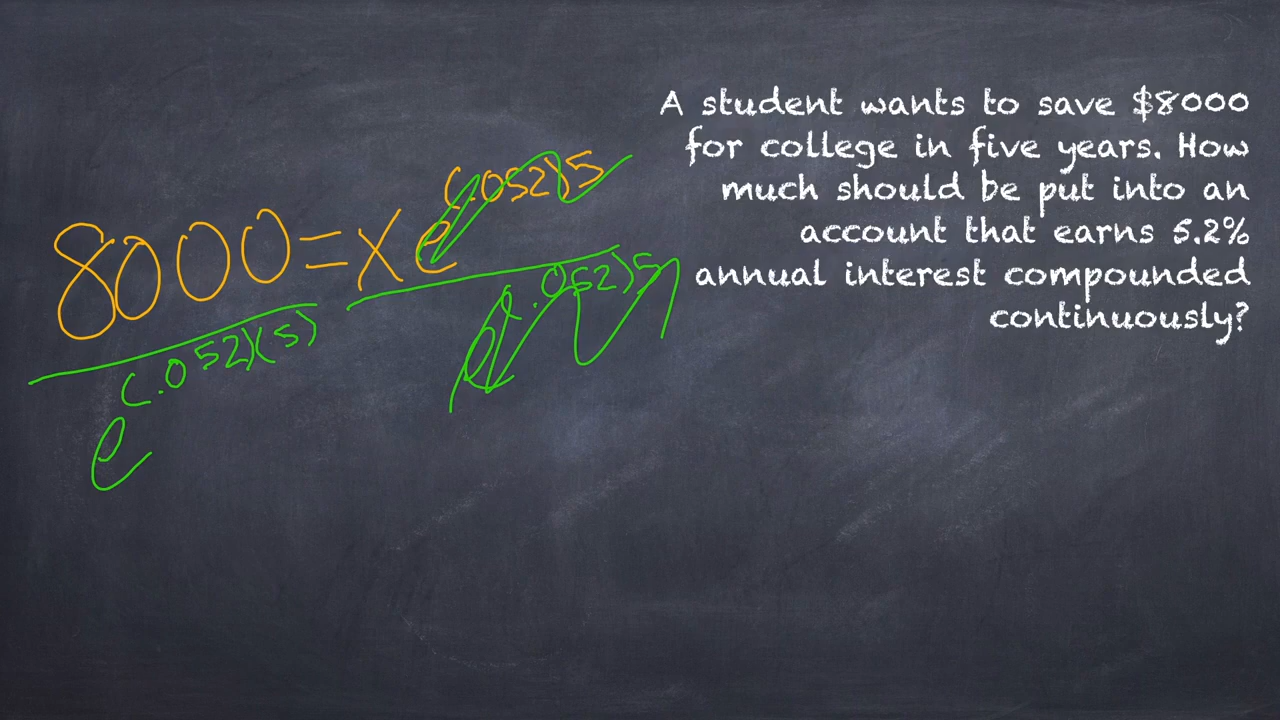 A student wants to save $8000
for college in five years. How
much should be put into an
account that earns 5.2%
annual interest compounded
continuously?
8000=xe^(.052)5
e^(.052)(5) e^(.052)5